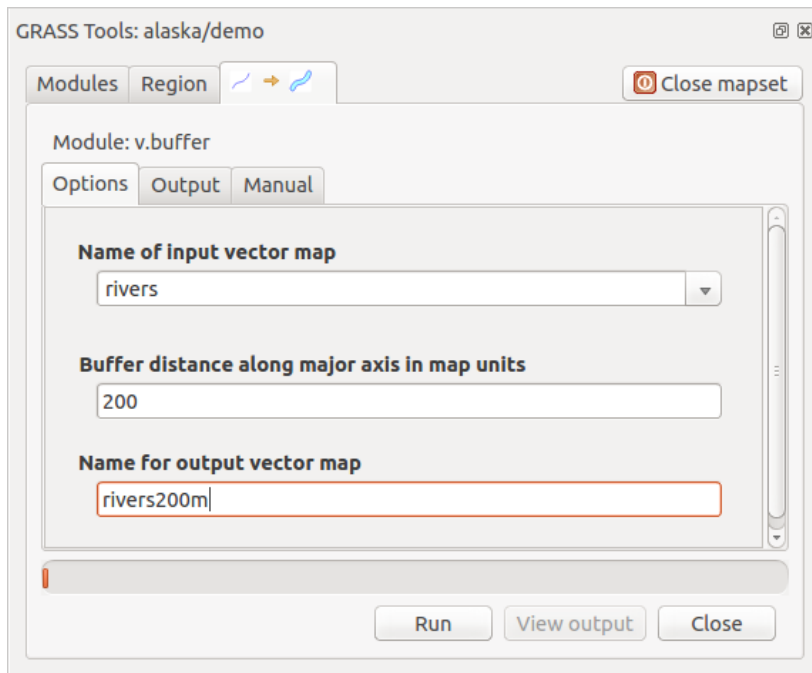 GRASS Tools: alaska/demo
Modules Region Close mapset
Module: v.buffer
Options Output Manual
Name of input vector map
rivers
Buffer distance along major axis in map units
200
Name for output vector map
rivers200m
Run View output Close